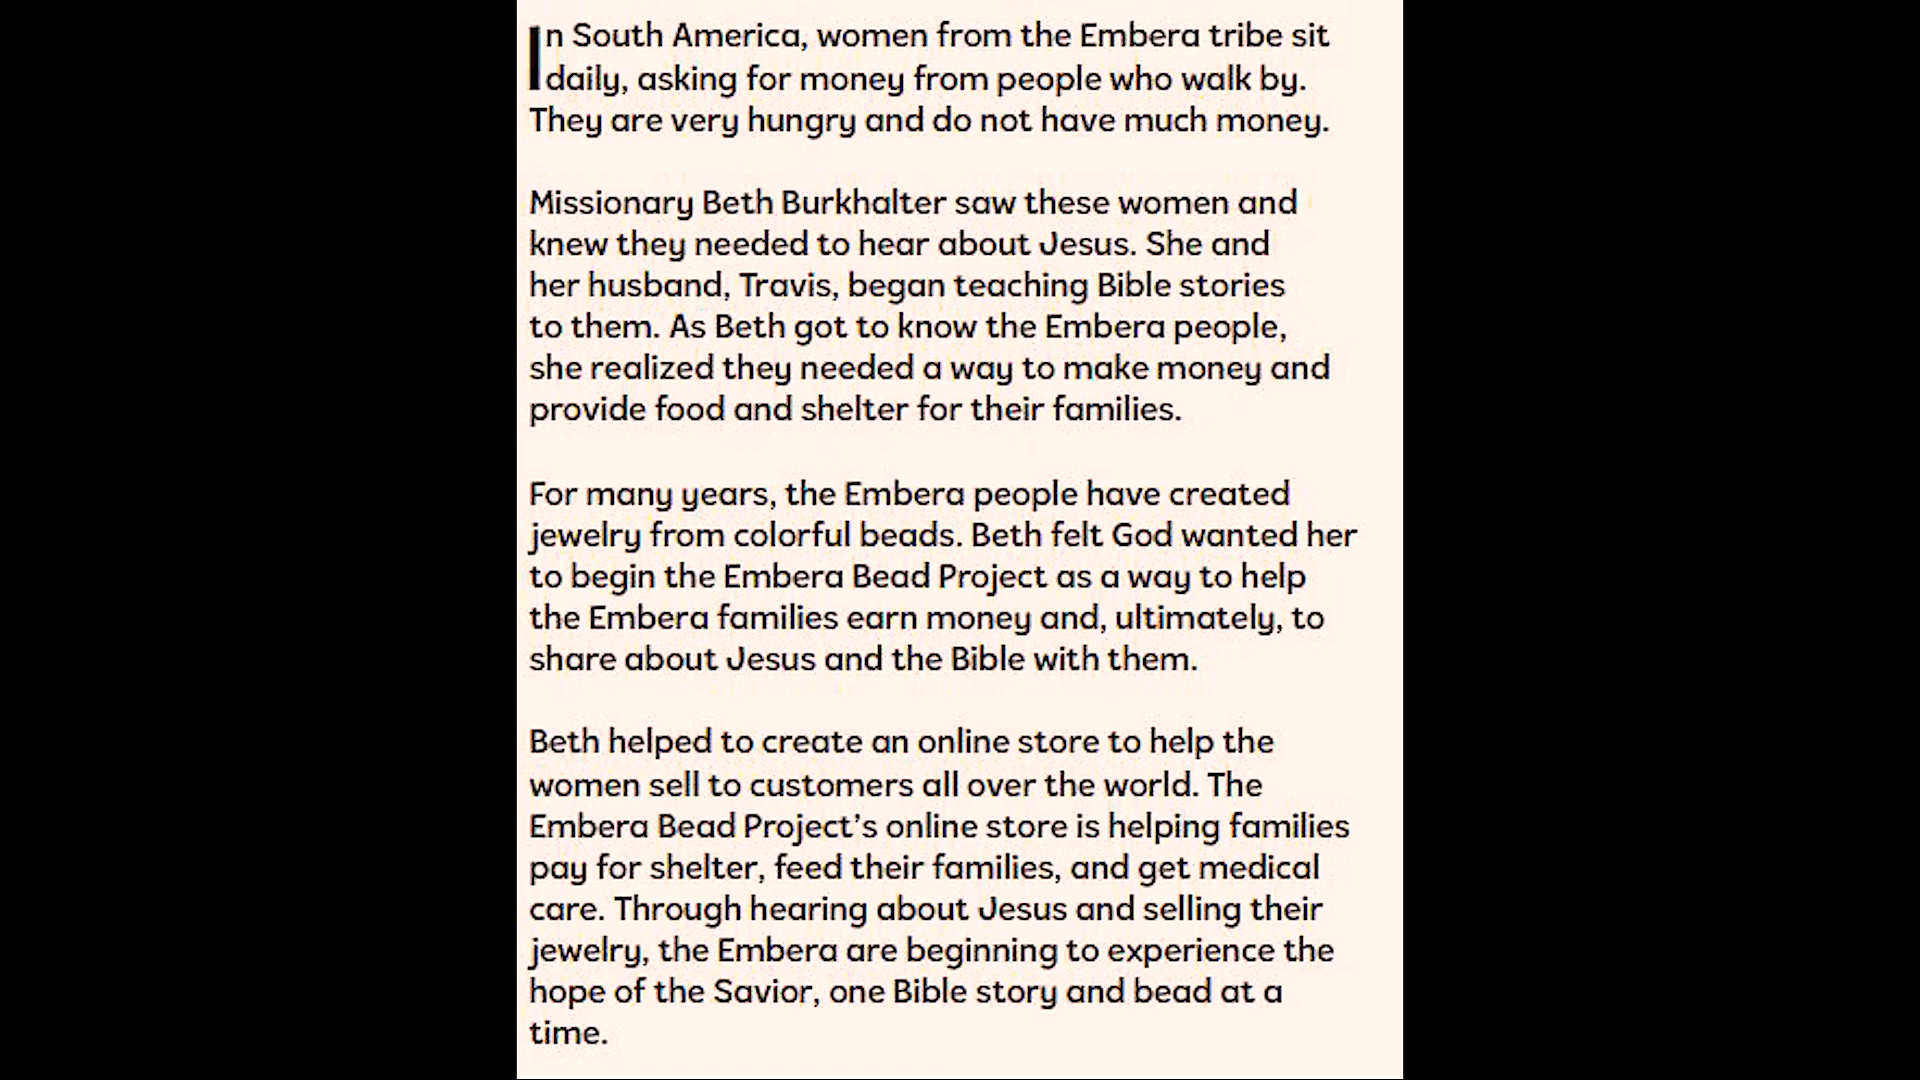 In South America, women from the Embera tribe sit
daily, asking for money from people who walk by.
They are very hungry and do not have much money.
Missionary Beth Burkhalter saw these women and
knew they needed to hear about Jesus. She and
her husband, Travis, began teaching Bible stories
to them. As Beth got to know the Embera people,
she realized they needed a way to make money and
provide food and shelter for their families.
For many years, the Embera people have created
jewelry from colorful beads. Beth felt God wanted her
to begin the Embera Bead Project as a way to help
the Embera families earn money and, ultimately, to
share about Jesus and the Bible with them.
Beth helped to create an online store to help the
women sell to customers all over the world. The
Embera Bead Project’s online store is helping families
pay for shelter, feed their families, and get medical
care. Through hearing about Jesus and selling their
jewelry, the Embera are beginning to experience the
hope of the Savior, one Bible story and bead at a
time.